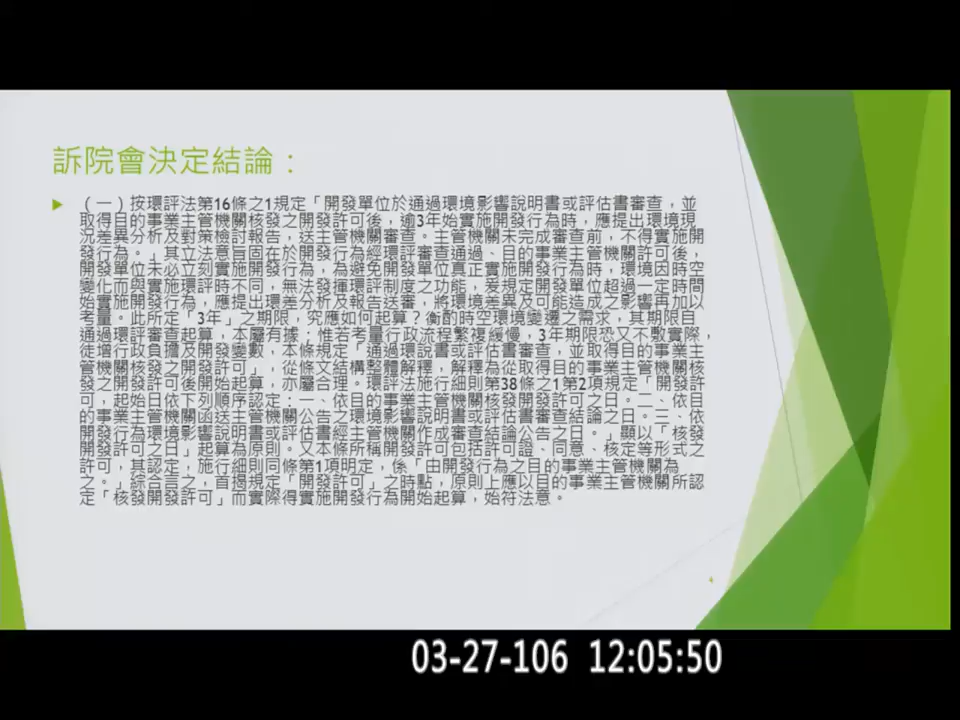 訴院會決定結論：
（一）按環評法第16條之1規定「開發單位於通過環境影響說明書或評估書審查，並
取得目的事業主管機關核發之開發許可後，逾3年始實施開發行為時，應提出環境現
況差異分析及對策檢討報告，送主管機關審查。主管機關未完成審查前，不得實施開
發行為。」其立法意旨固在於開發行為經環評審查通過、目的事業主管機關許可後，
開發單位未必立刻實施開發行為，為避免開發單位真正實施開發行為時，環境因時空
變化而與實施環評時不同，無法發揮環評制度之功能，爰規定開發單位超過一定時間
始實施開發行為，應提出環差分析及報告送審，將環境差異及可能造成之影響再加以
考量。此所定「3年」之期限，究應如何起算？衡酌時空環境變遷之需求，其期限自
通過環評審查起算，本屬有據；惟若考量行政流程繁複緩慢，3年期限恐又不敷實際，
徒增行政負擔及開發變數，本條規定「通過環說書或評估書審查，並取得目的事業主
管機關核發之開發許可」，從條文結構整體解釋，解釋為從取得目的事業主管機關核
發之開發許可後開始起算，亦屬合理。環評法施行細則第38條之1第2項規定「開發許
可，起始日依下列順序認定：一、依目的事業主管機關核發開發許可之日。二、依目
的事業主管機關函送主管機關公告之環境影響說明書或評估書審查結論之日。三、依
開發行為環境影響說明書或評估書經主管機關作成審查結論公告之日。」顯以「核發
開發許可之日」起算為原則。又本條所稱開發許可包括許可證、同意、核定等形式之
許可，其認定，施行細則同條第1項明定，係「由開發行為之目的事業主管機關為
之。」綜合言之，首揭規定「開發許可」之時點，原則上應以目的事業主管機關所認
定「核發開發許可」而實際得實施開發行為開始起算，始符法意。
03-27-106 12:05:50